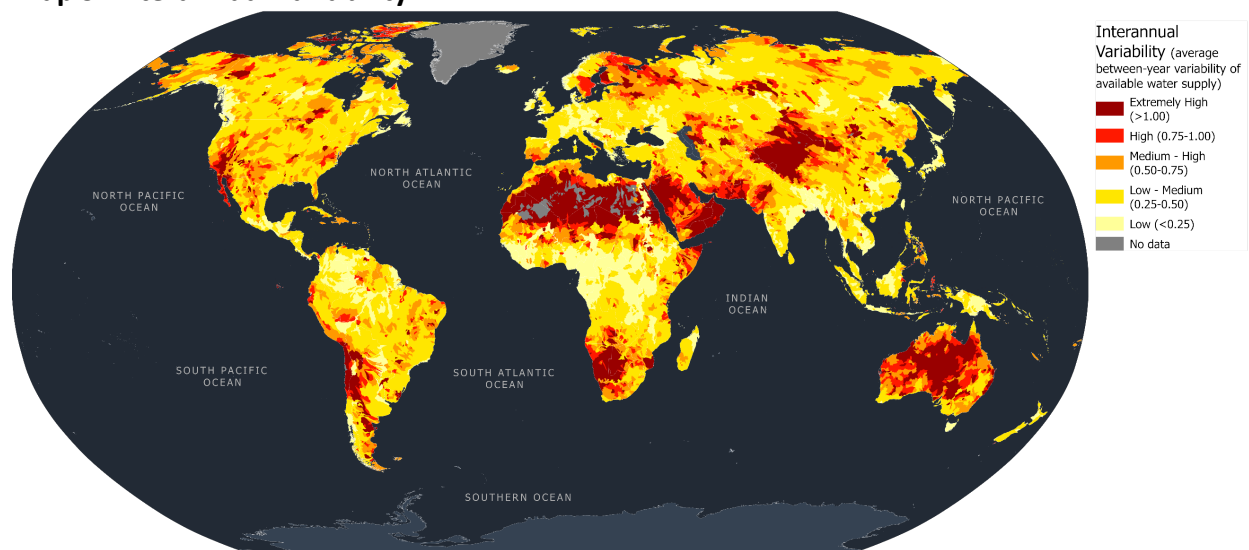 NORTH PACIFIC
OCEAN
NORTH ATLANTIC
OCEAN
NORTH PACIFIC
OCEAN
INDIAN
OCEAN
SOUTH PACIFIC
OCEAN
SOUTH ATLANTIC
OCEAN
SOUTHERN OCEAN
Interannual
Variability (average
between-year variability of
available water supply)
Extremely High
(>1.00)
High (0.75-1.00)
Medium - High
(0.50-0.75)
Low - Medium
(0.25-0.50)
Low (<0.25)
No data